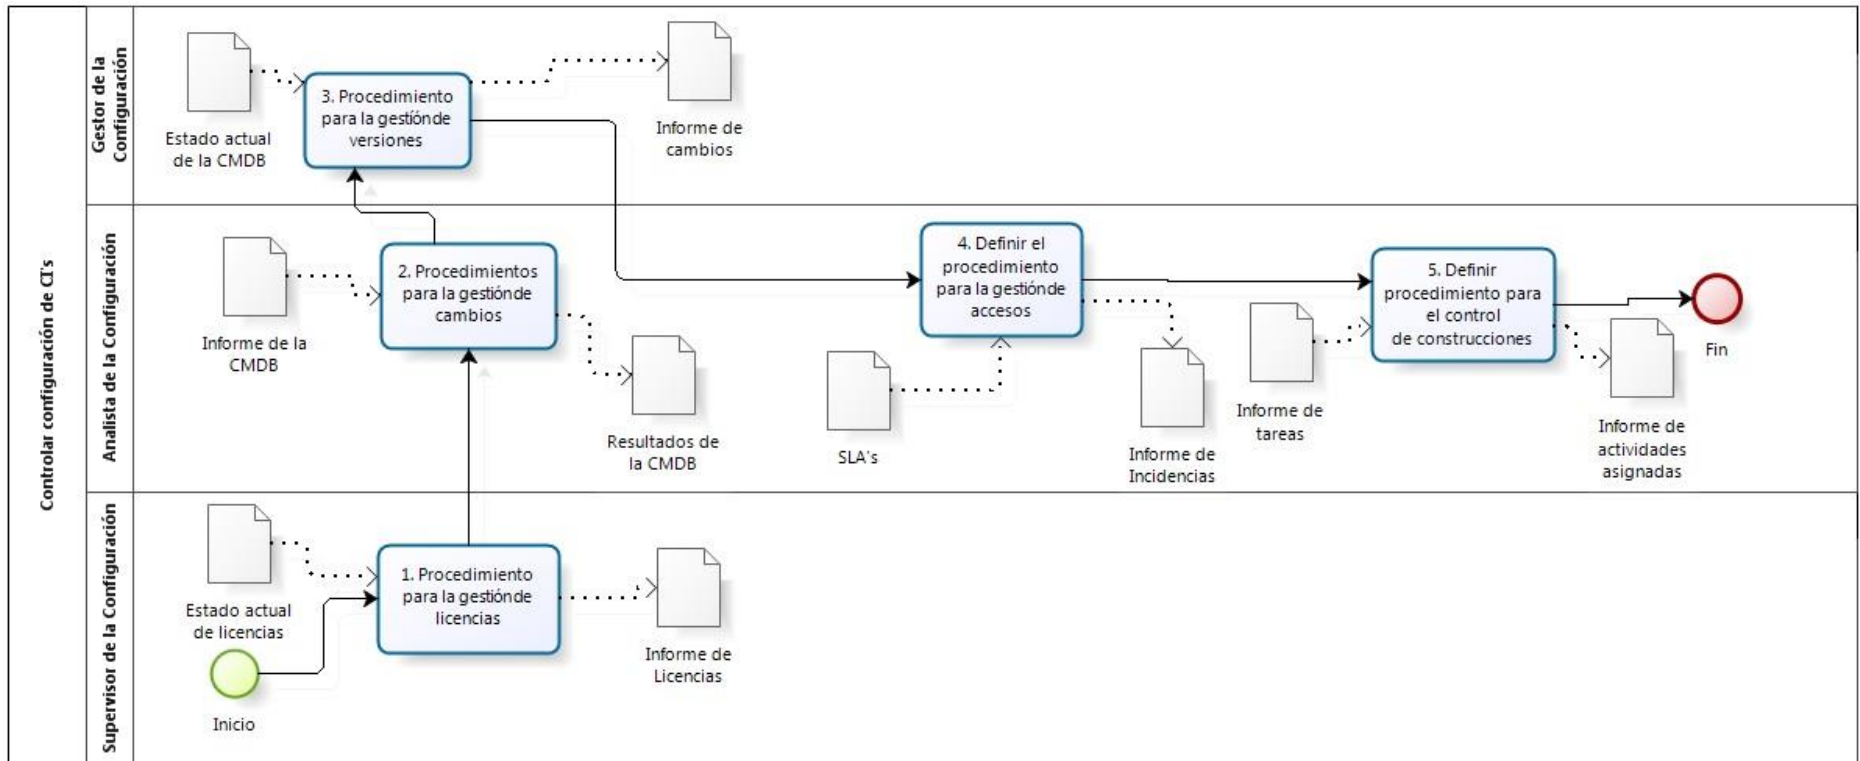 Controlar configuración de CI's
Gestor de la
Configuración
Estado actual
de la CMDB
3. Procedimiento
para la gestiónde
versiones
Informe de
cambios
Analista de la Configuración
Informe de la
CMDB
2. Procedimientos
para la gestiónde
cambios
Resultados de
la CMDB
SLA's
4. Definir el
procedimiento
para la gestiónde
accesos
Informe de
Incidencias
Informe de
tareas
5. Definir
procedimiento para
el control
de construcciones
Informe de
actividades
asignadas
Fin
Supervisor de la Configuración
Estado actual
de licencias
Inicio
1. Procedimiento
para la gestiónde
licencias
Informe de
Licencias